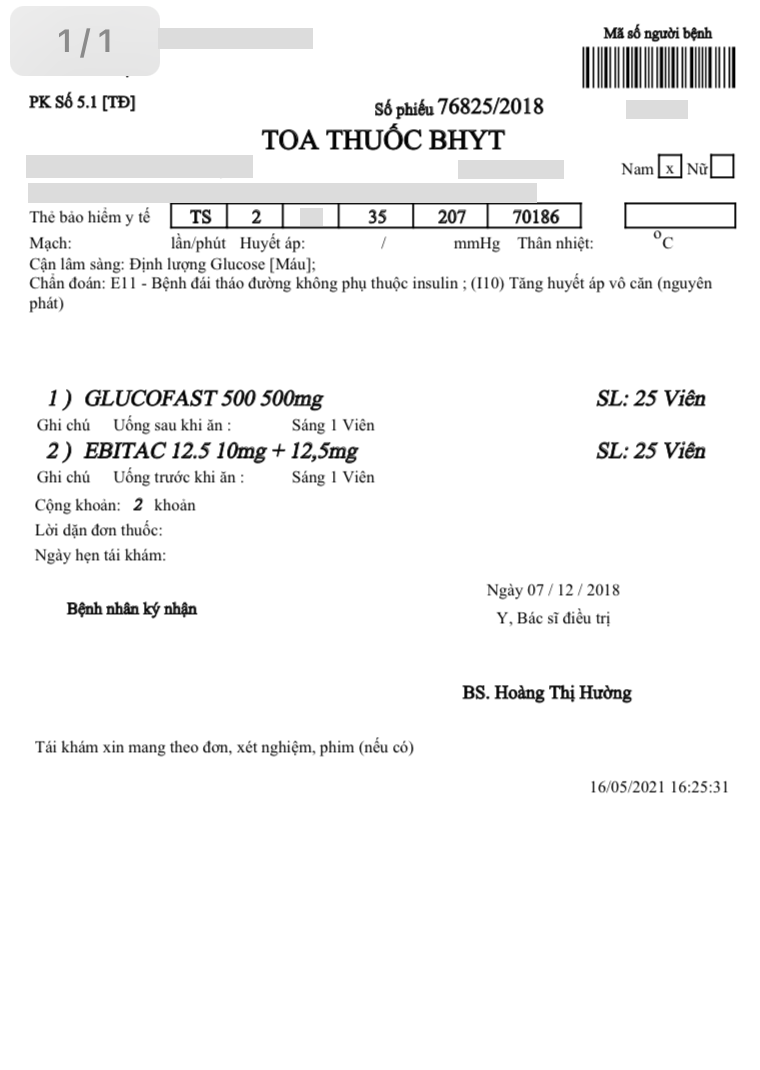 1/1
Mã số người bệnh
PK Số 5.1 [TĐ]
Số phiếu 76825/2018
TOA THUỐC BHYT
Nam x Nữ
Thẻ bảo hiểm y tế TS 2 35 207 70186
Mạch: lần/phút Huyết áp: / mmHg Thân nhiệt: °C
Cận lâm sàng: Định lượng Glucose [Máu];
Chẩn đoán: E11 - Bệnh đái tháo đường không phụ thuộc insulin ; (I10) Tăng huyết áp vô căn (nguyên
phát)
1 ) GLUCOFAST 500 500mg SL: 25 Viên
Ghi chú Uống sau khi ăn : Sáng 1 Viên
2 ) EBITAC 12.5 10mg + 12,5mg SL: 25 Viên
Ghi chú Uống trước khi ăn : Sáng 1 Viên
Cộng khoản: 2 khoản
Lời dặn đơn thuốc:
Ngày hẹn tái khám:
Ngày 07 / 12 / 2018
Bệnh nhân ký nhận
Y, Bác sĩ điều trị
BS. Hoàng Thị Hường
Tái khám xin mang theo đơn, xét nghiệm, phim (nếu có)
16/05/2021 16:25:31